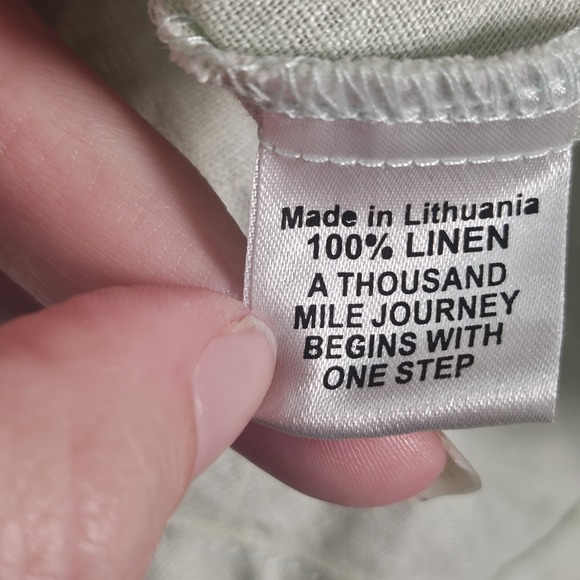 Made in Lithuania
100% LINEN
A THOUSAND
MILE JOURNEY
BEGINS WITH
ONE STEP